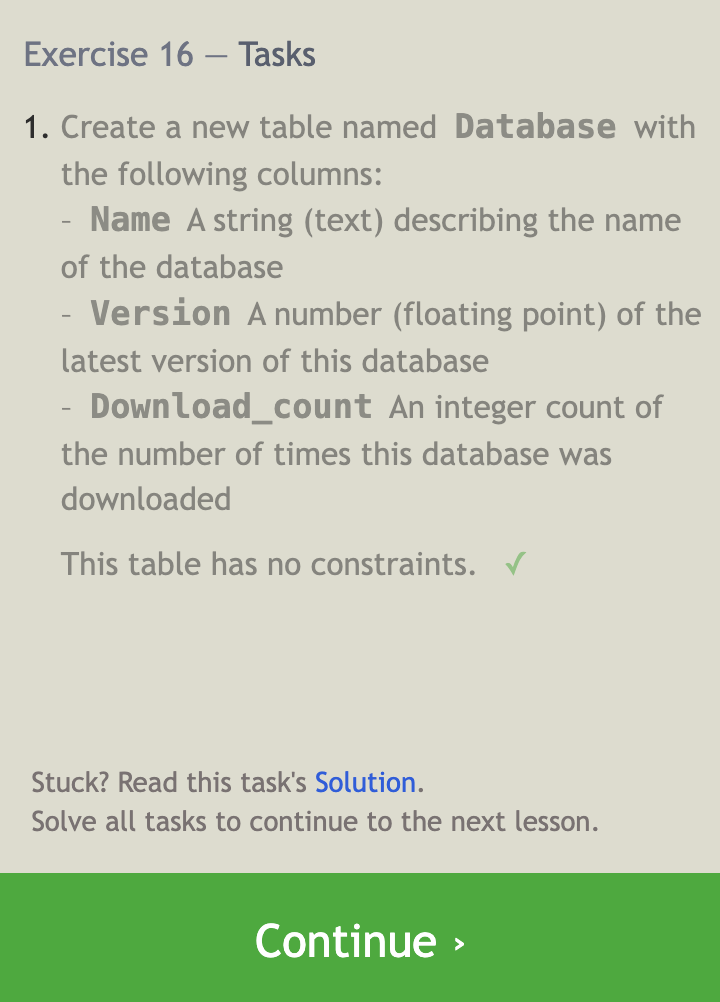 Exercise 16 — Tasks
1. Create a new table named Database with
the following columns:
– Name A string (text) describing the name
of the database
– Version A number (floating point) of the
latest version of this database
– Download_count An integer count of
the number of times this database was
downloaded
This table has no constraints. ✓
Stuck? Read this task's Solution.
Solve all tasks to continue to the next lesson.
Continue ›